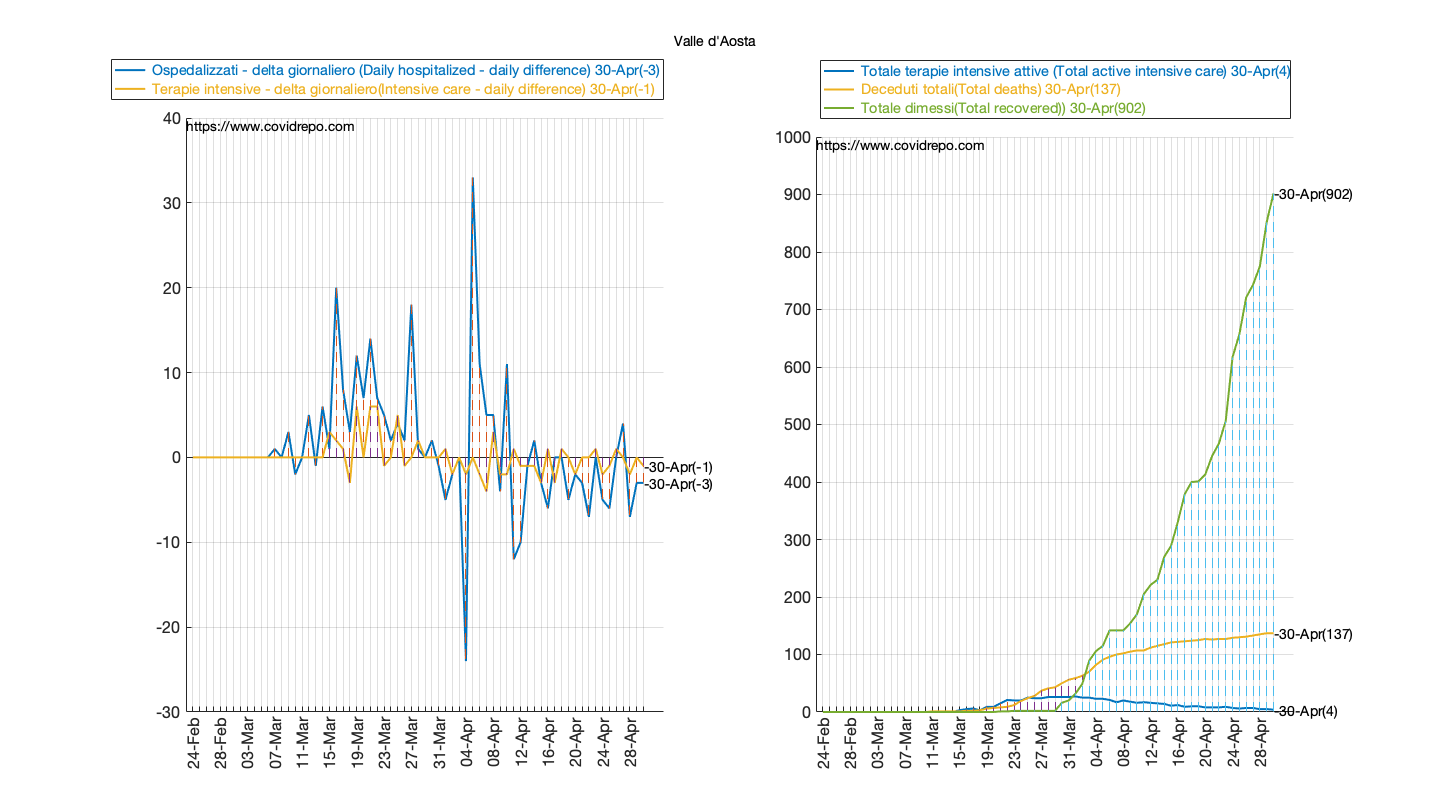 Valle d'Aosta
Ospedalizzati - delta giornaliero (Daily hospitalized - daily difference) 30-Apr(-3)
Terapie intensive - delta giornaliero(Intensive care - daily difference) 30-Apr(-1)
https://www.covidrepo.com
40
30
20
10
0
-10
-20
-30
-30-Apr(-1)
-30-Apr(-3)
24-Feb
28-Feb
03-Mar
07-Mar
11-Mar
15-Mar
19-Mar
23-Mar
27-Mar
31-Mar
04-Apr
08-Apr
12-Apr
16-Apr
20-Apr
24-Apr
28-Apr
Totale terapie intensive attive (Total active intensive care) 30-Apr(4)
Deceduti totali(Total deaths) 30-Apr(137)
Totale dimessi(Total recovered)) 30-Apr(902)
https://www.covidrepo.com
1000
900
800
700
600
500
400
300
200
100
0
-30-Apr(902)
-30-Apr(137)
-30-Apr(4)
24-Feb
28-Feb
03-Mar
07-Mar
11-Mar
15-Mar
19-Mar
23-Mar
27-Mar
31-Mar
04-Apr
08-Apr
12-Apr
16-Apr
20-Apr
24-Apr
28-Apr